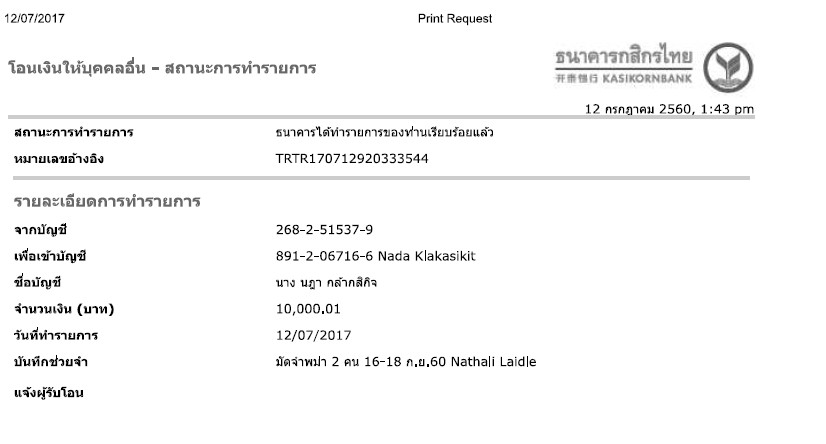 12/07/2017 Print Request
โอนเงินให้บุคคลอื่น - สถานะการทำรายการ
ธนาคารกสิกรไทย
开泰银行 KASIKORNBANK
12 กรกฎาคม 2560, 1:43 pm
สถานะการทำรายการ ธนาคารได้ทำรายการของท่านเรียบร้อยแล้ว
หมายเลขอ้างอิง TRTR170712920333544
รายละเอียดการทำรายการ
จากบัญชี 268-2-51537-9
เพื่อเข้าบัญชี 891-2-06716-6 Nada Klakasikit
ชื่อบัญชี นาง นฎา กล้ากสิกิจ
จำนวนเงิน (บาท) 10,000.01
วันที่ทำรายการ 12/07/2017
บันทึกช่วยจำ มัดจำพม่า 2 คน 16-18 ก.ย.60 Nathali Laidle
แจ้งผู้รับโอน